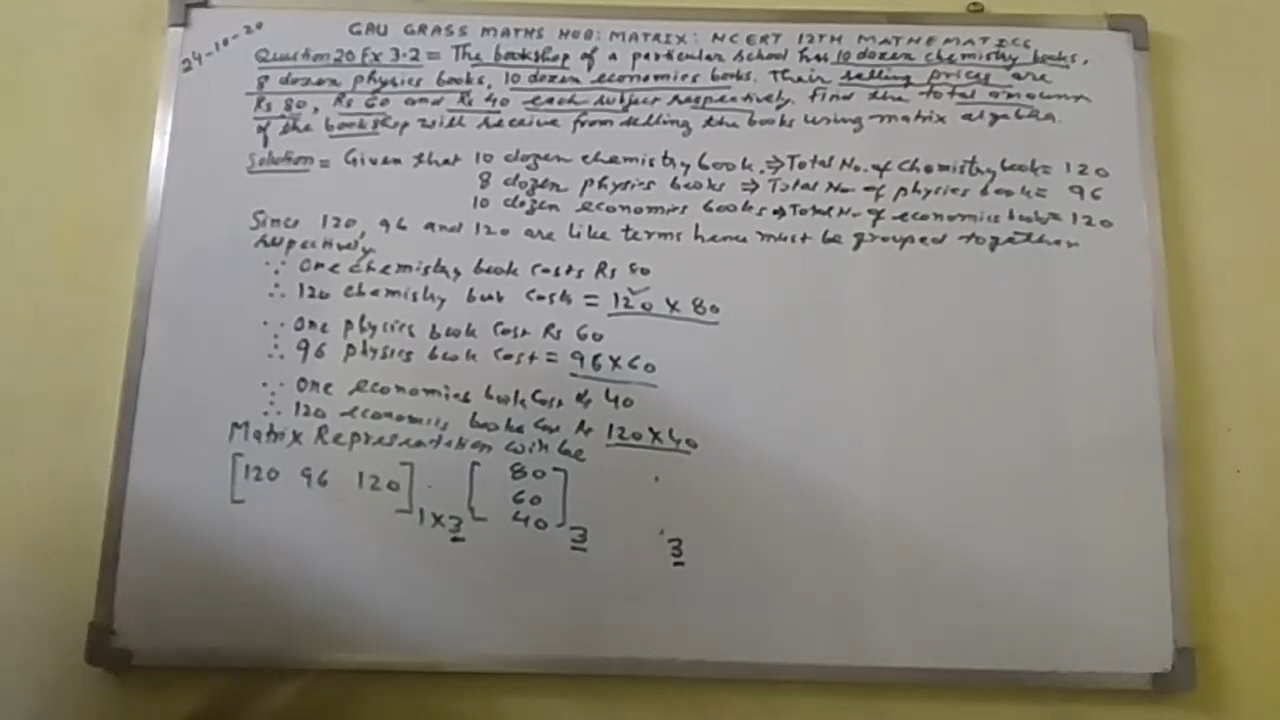 24-10-20
GAU GRASS MATHS HUB: MATRIX: NCERT 12TH MATHEMATICS
Question 20 Ex 3.2 = The bookshop of a particular school has 10 dozen chemistry books,
8 dozen physics books, 10 dozen economics books. Their selling prices are
Rs 80, Rs 60 and Rs 40 each subject respectively. Find the total amount
of the bookshop will receive from selling the books using matrix algebra.
Solution = Given that 10 dozen chemistry book. ⇒ Total No. of chemistry book = 120
8 dozen physics books ⇒ Total No of physics book = 96
10 dozen economics books ⇒ Total No of economics book = 120
Since 120, 96 and 120 are like terms hence must be grouped together
respectively
∵ One chemistry book costs Rs 80
∴ 120 chemistry book costs = 120 × 80
∵ One physics book cost Rs 60
∴ 96 physics book cost = 96×60
∵ One economics book cost Rs 40
∴ 120 economics books cost Rs 120×40
Matrix Representation will be
[120 96 120] 1×3 [80
60
40] 3 3